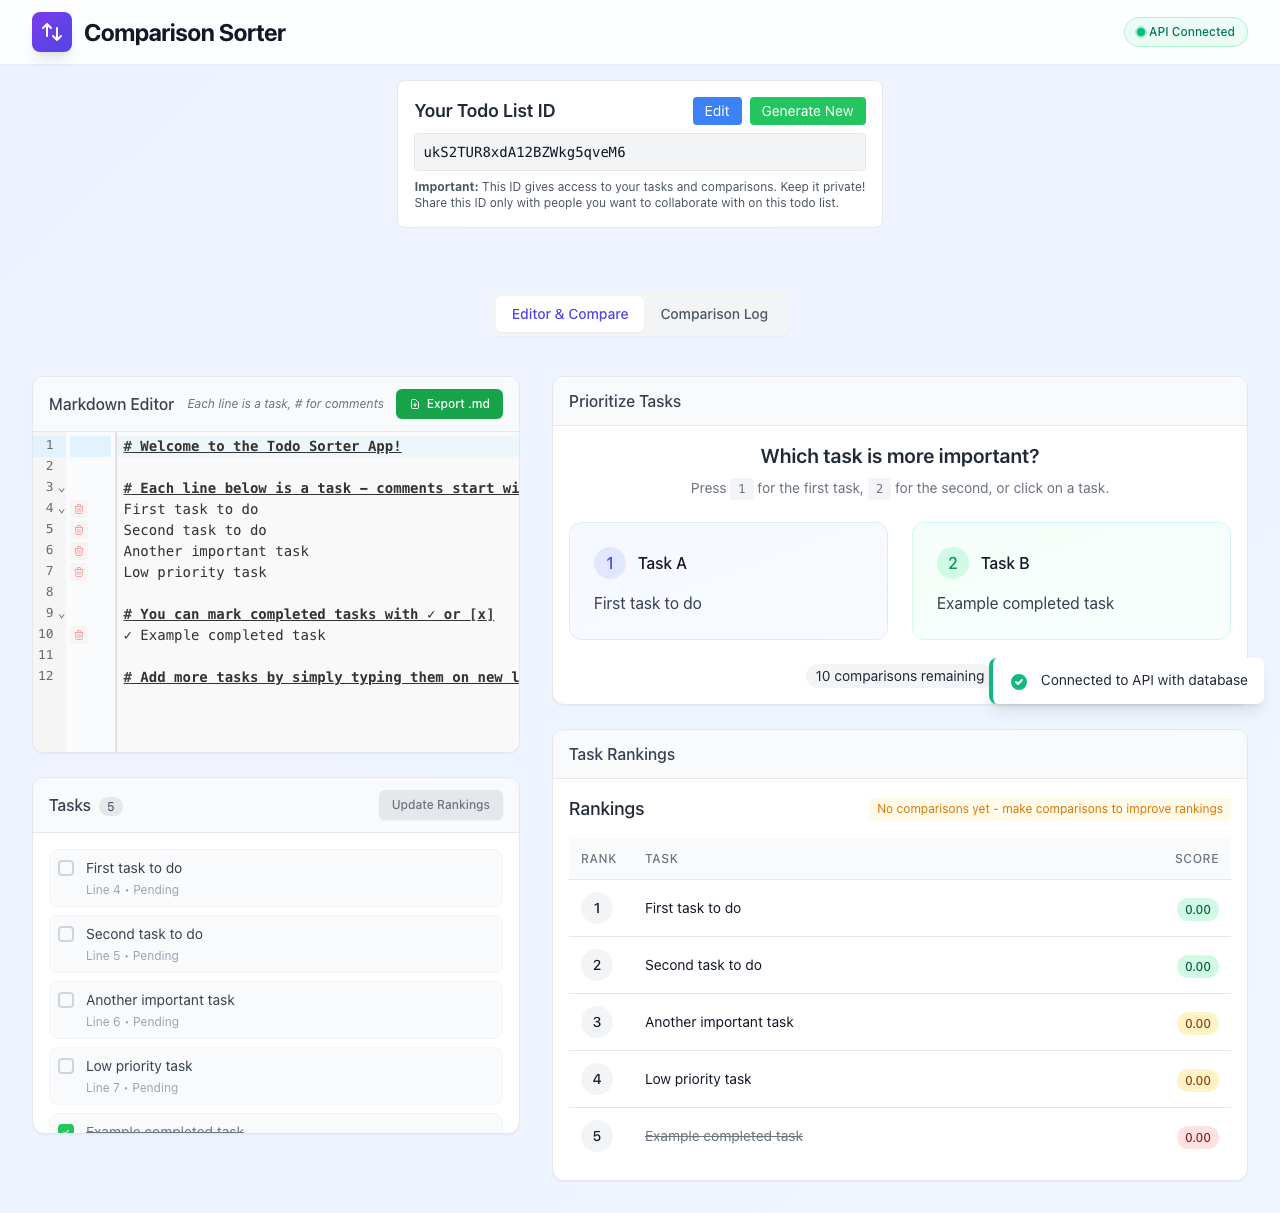 Comparison Sorter
API Connected
Your Todo List ID
Edit
Generate New
ukS2TUR8xdA12BZWkg5qveM6
Important: This ID gives access to your tasks and comparisons. Keep it private!
Share this ID only with people you want to collaborate with on this todo list.
Editor & Compare
Comparison Log
Markdown Editor
Each line is a task, # for comments
Export .md
1 # Welcome to the Todo Sorter App!
2
3 # Each line below is a task – comments start wi
4 First task to do
5 Second task to do
6 Another important task
7 Low priority task
8
9 # You can mark completed tasks with ✓ or [x]
10 ✓ Example completed task
11
12 # Add more tasks by simply typing them on new l
Tasks 5
Update Rankings
First task to do
Line 4 • Pending
Second task to do
Line 5 • Pending
Another important task
Line 6 • Pending
Low priority task
Line 7 • Pending
Example completed task
Prioritize Tasks
Which task is more important?
Press 1 for the first task, 2 for the second, or click on a task.
1 Task A
First task to do
2 Task B
Example completed task
10 comparisons remaining
Connected to API with database
Task Rankings
Rankings
No comparisons yet - make comparisons to improve rankings
RANK TASK SCORE
1 First task to do 0.00
2 Second task to do 0.00
3 Another important task 0.00
4 Low priority task 0.00
5 Example completed task 0.00